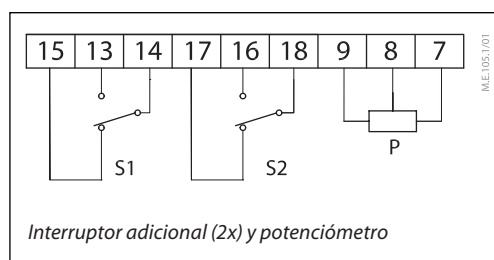 15 13 14 17 16 18 9 8 7
S1 S2 P
Interruptor adicional (2x) y potenciómetro
M.E.105.1/01